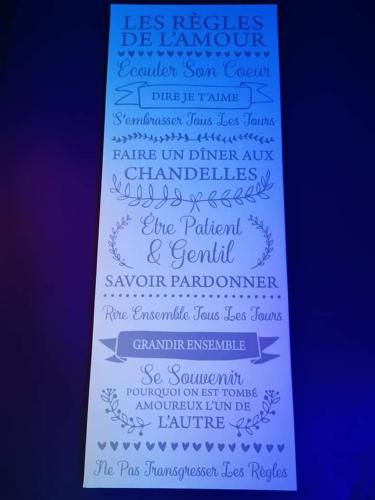 LES RÈGLES
DE L'AMOUR
Écouter Son Coeur
DIRE JE T'AIME
S'embrasser Tous Les Jours
FAIRE UN DÎNER AUX
CHANDELLES
Être Patient
& Gentil
SAVOIR PARDONNER
Rire Ensemble Tous Les Jours
GRANDIR ENSEMBLE
Se Souvenir
POURQUOI ON EST TOMBÉ
AMOUREUX L'UN DE
L'AUTRE
Ne Pas Transgresser Les Règles